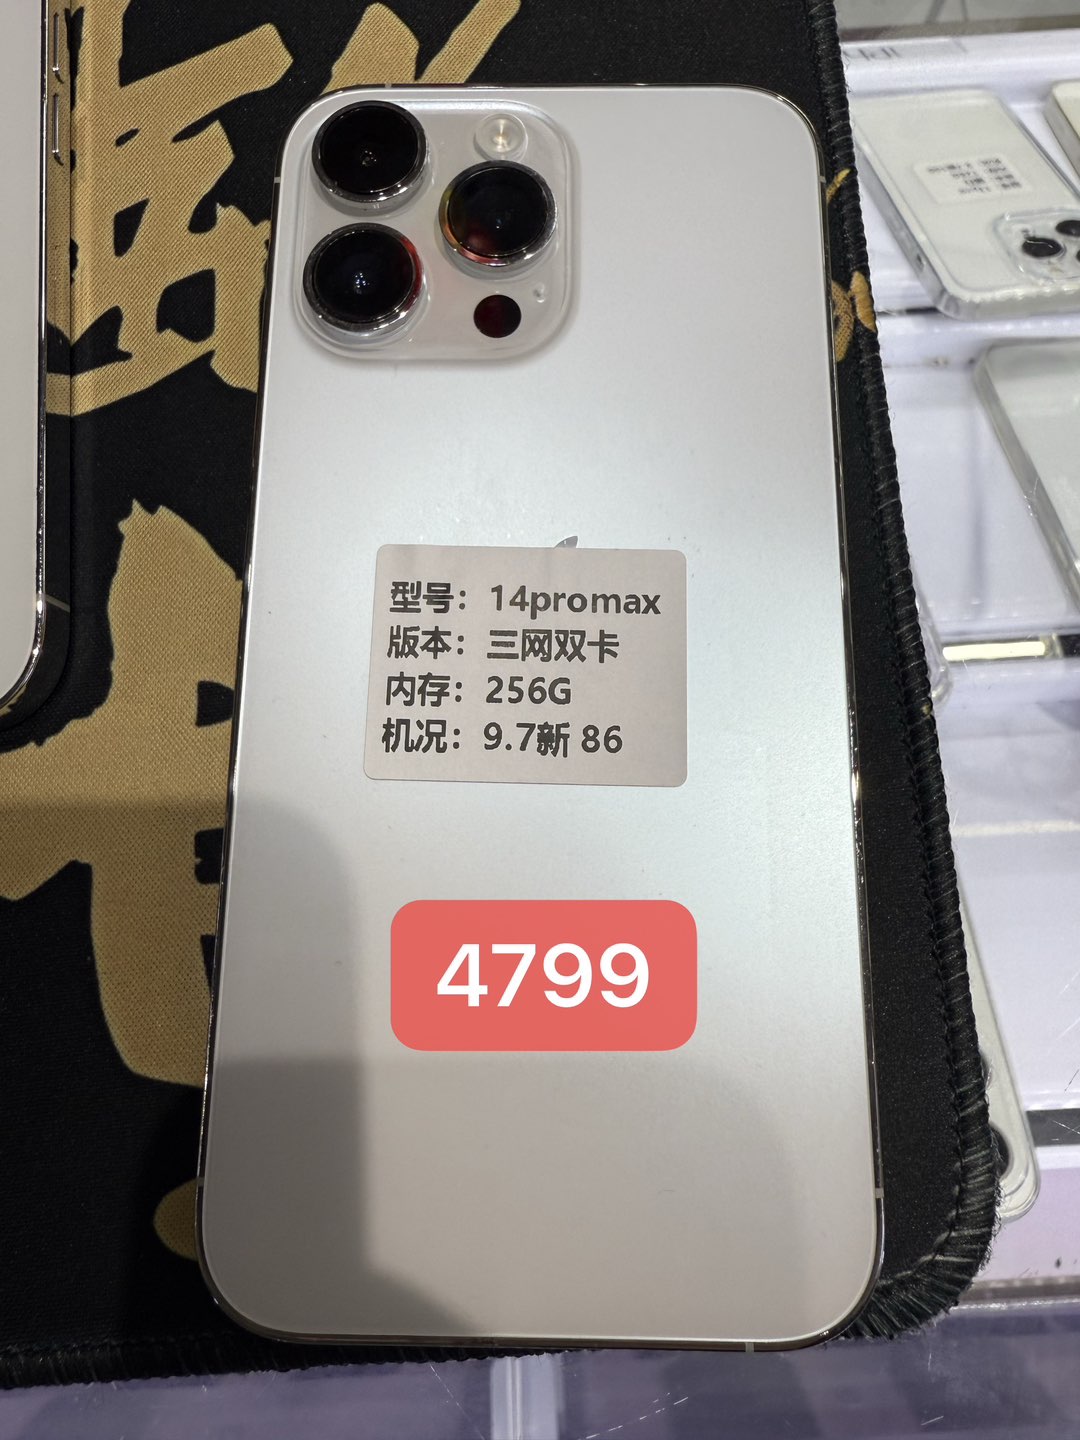 型号：14promax
版本：三网双卡
内存：256G
机况：9.7新 86
4799